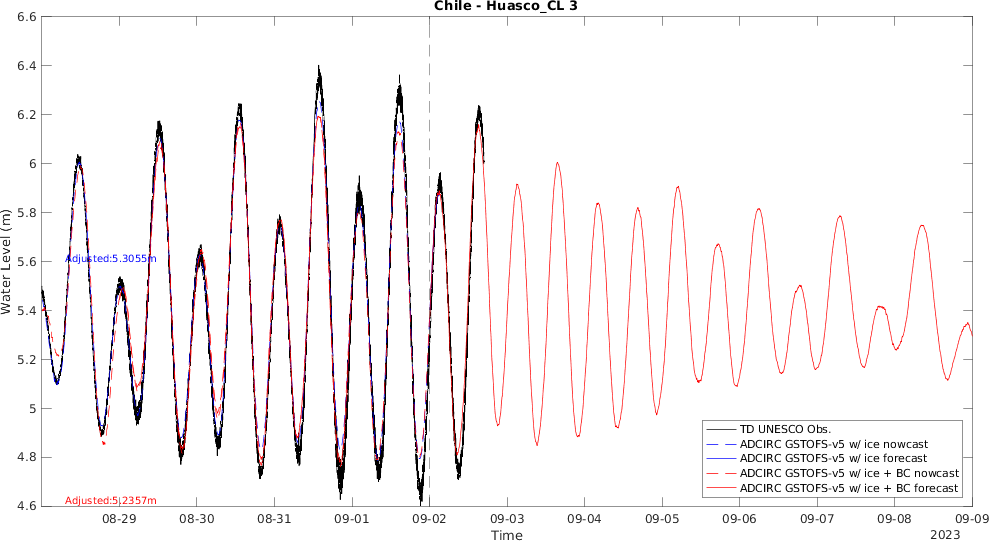 Chile - Huasco_CL 3
6.6
6.4
6.2
6
5.8
5.6
5.4
5.2
5
4.8
4.6
Water Level (m)
Adjusted:5.3055m
Adjusted:5.2357m
TD UNESCO Obs.
ADCIRC GSTOFS-v5 w/ ice nowcast
ADCIRC GSTOFS-v5 w/ ice forecast
ADCIRC GSTOFS-v5 w/ ice + BC nowcast
ADCIRC GSTOFS-v5 w/ ice + BC forecast
08-29 08-30 08-31 09-01 09-02 09-03 09-04 09-05 09-06 09-07 09-08 09-09
Time
2023